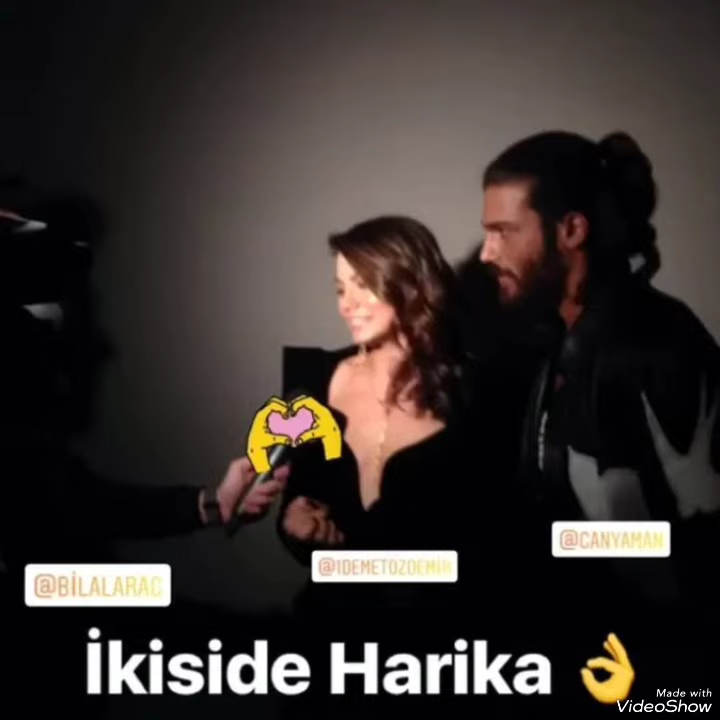 @BİLALARAC
@1DEMETOZDEMIR
@CANYAMAN
İkiside Harika 👌
Made with
VideoShow